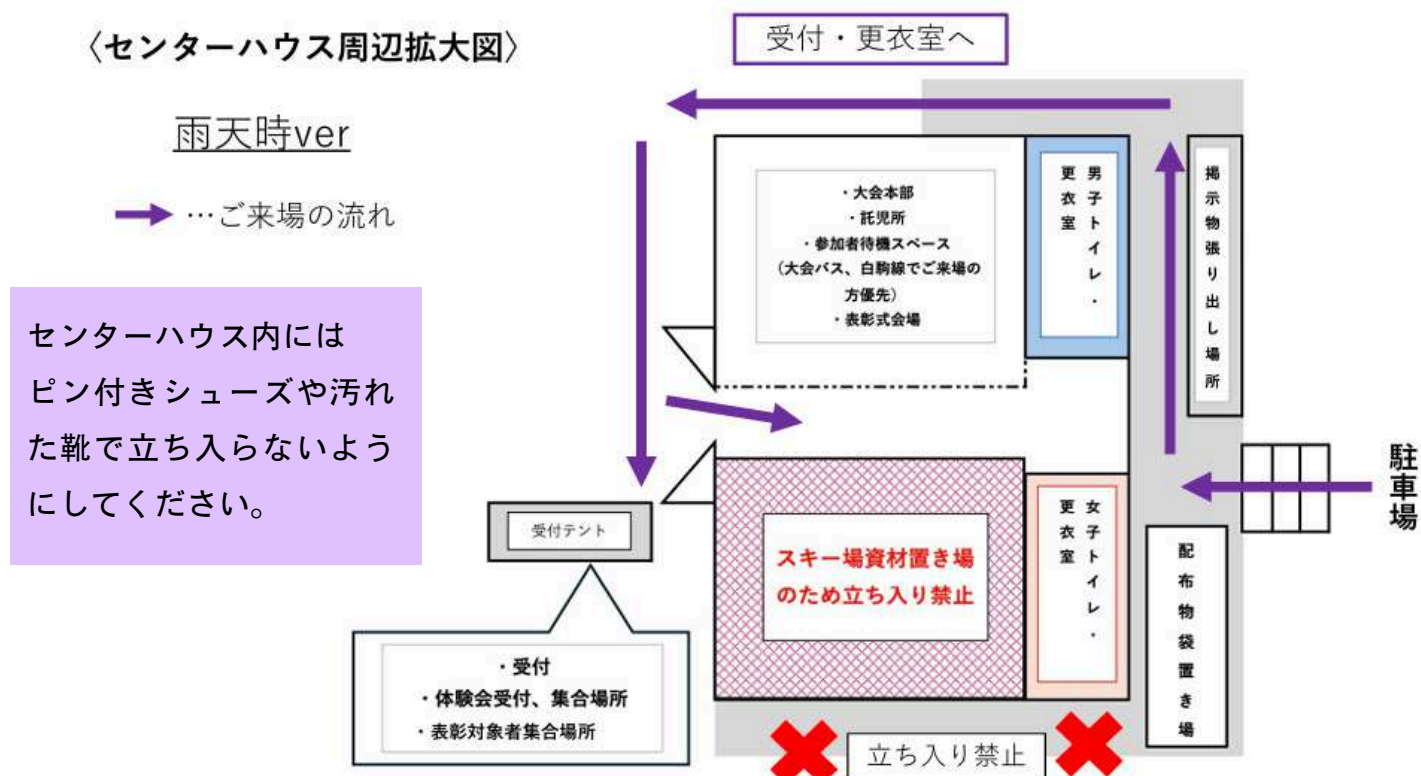 〈センターハウス周辺拡大図〉
受付・更衣室へ
雨天時ver
…ご来場の流れ
センターハウス内には
ピン付きシューズや汚れ
た靴で立ち入らないよう
にしてください。
・大会本部
・託児所
・参加者待機スペース
（大会バス、白駒線でご来場の
方優先）
・表彰式会場
男子トイレ・
更衣室
掲示物張り出し場所
駐車場
受付テント
スキー場資材置き場
のため立ち入り禁止
女子トイレ・
更衣室
配布物袋置き場
・受付
・体験会受付、集合場所
・表彰対象者集合場所
立ち入り禁止